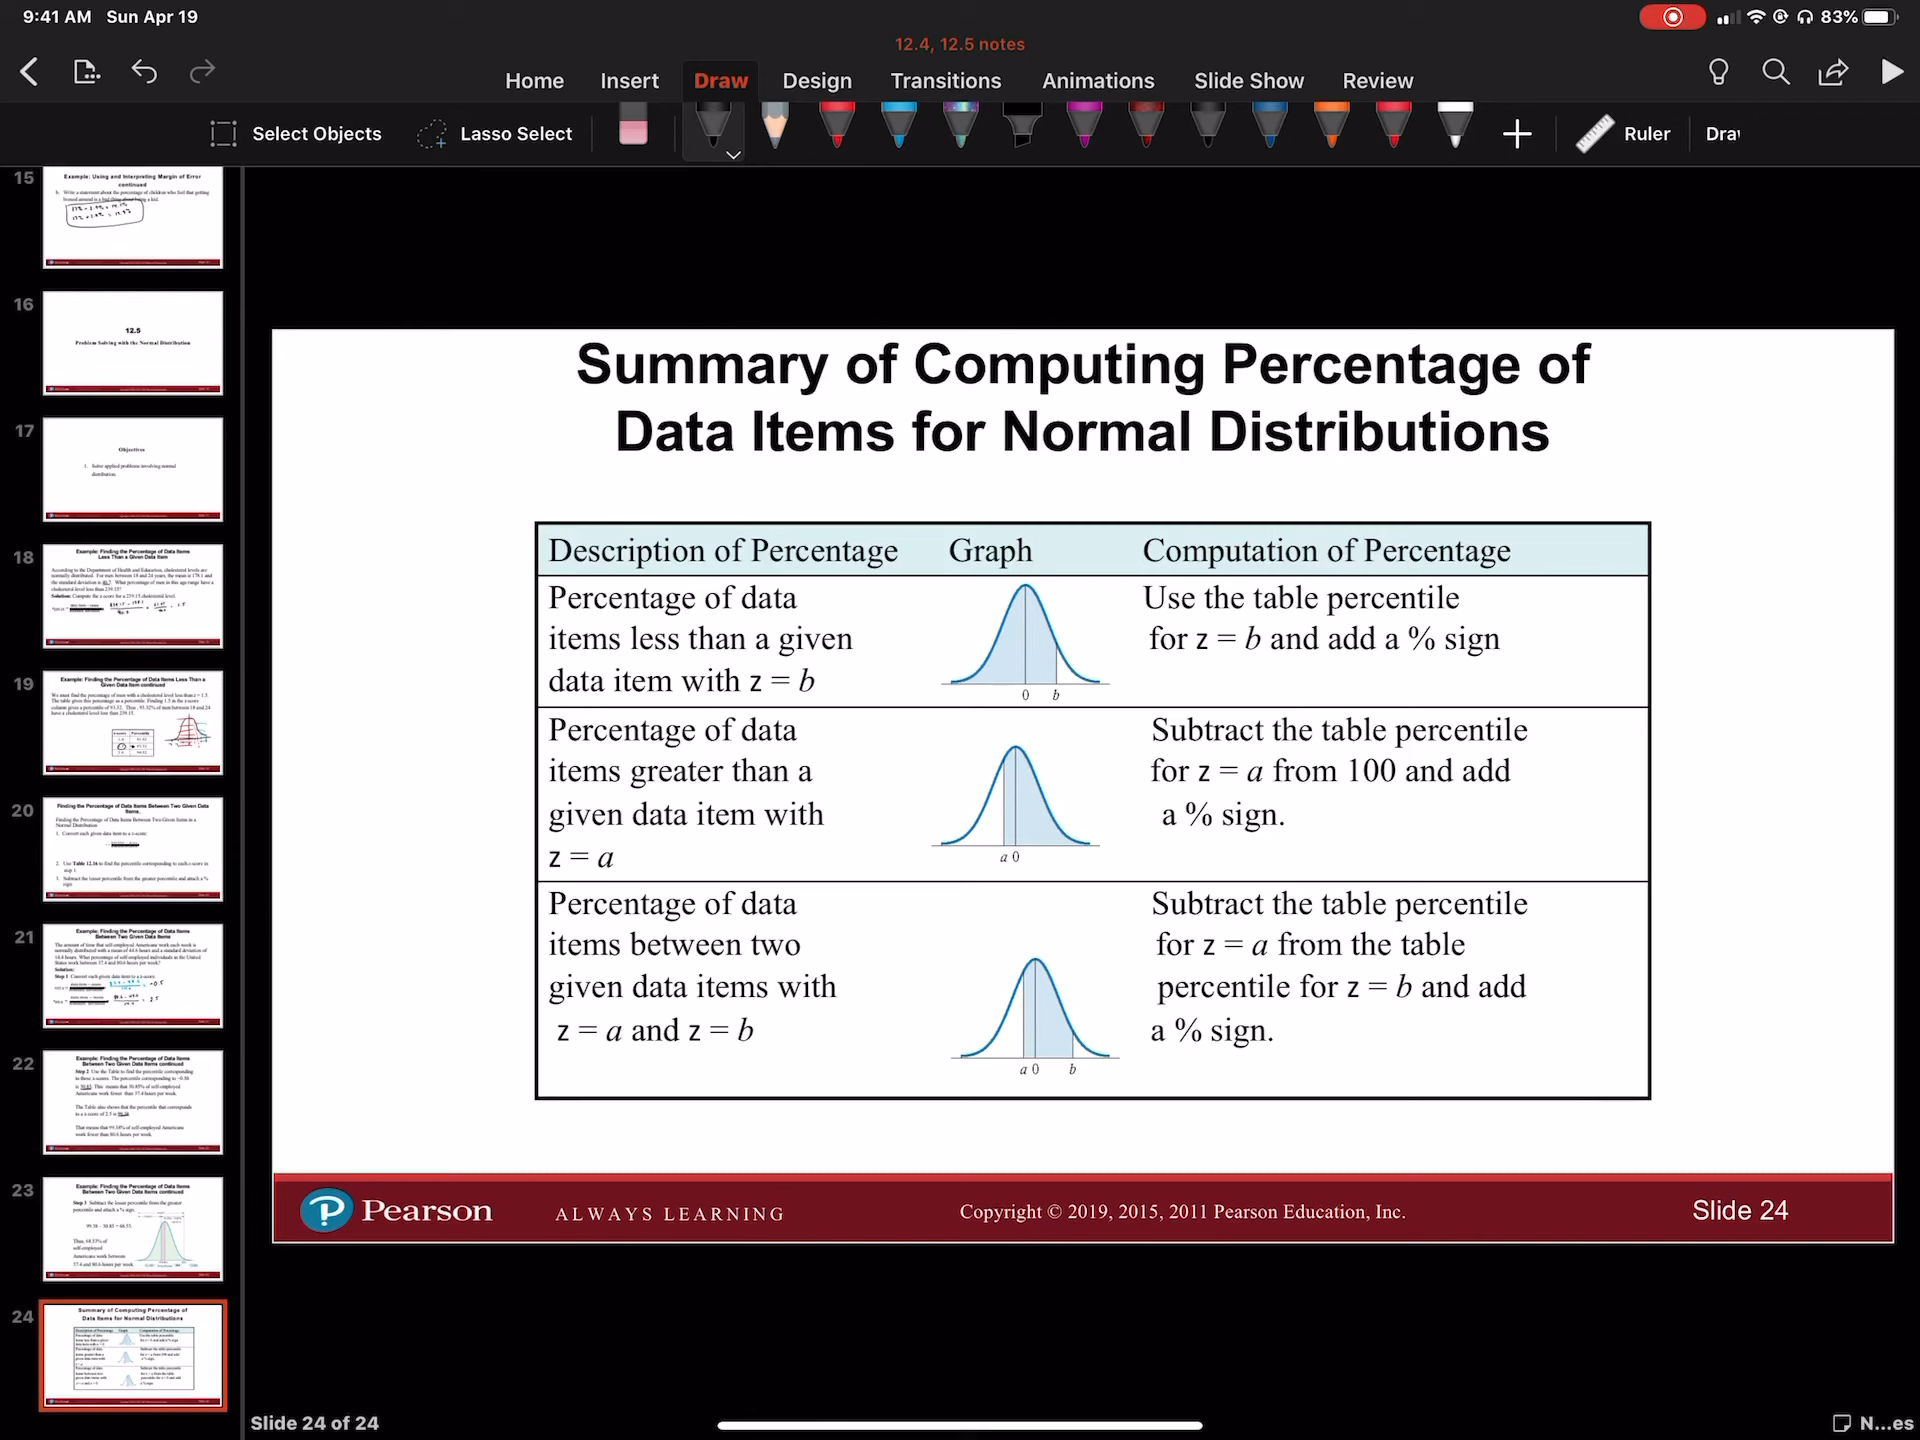 9:41 AM Sun Apr 19
83%
12.4, 12.5 notes
Home Insert Draw Design Transitions Animations Slide Show Review
Select Objects Lasso Select Ruler Dra
15
Example: Using and Interpreting Margin of Error
continued
16
12.5
Problem Solving with the Normal Distribution
17
Objectives
1. Solve applied problems involving normal
distribution.
18
Example: Finding the Percentage of Data Items
Less Than a Given Data Item
19
Example: Finding the Percentage of Data Items Less Than a
Given Data Item continued
20
Finding the Percentage of Data Items Between Two Given Data
Items
21
Example: Finding the Percentage of Data Items
Between Two Given Data Items
22
Example: Finding the Percentage of Data Items
Between Two Given Data Items continued
23
Example: Finding the Percentage of Data Items
Between Two Given Data Items continued
24
Summary of Computing Percentage of
Data Items for Normal Distributions
Summary of Computing Percentage of
Data Items for Normal Distributions
Description of Percentage Graph Computation of Percentage
Percentage of data
items less than a given
data item with z = b
0 b
Use the table percentile
for z = b and add a % sign
Percentage of data
items greater than a
given data item with
z = a
a 0
Subtract the table percentile
for z = a from 100 and add
a % sign.
Percentage of data
items between two
given data items with
z = a and z = b
a 0 b
Subtract the table percentile
for z = a from the table
percentile for z = b and add
a % sign.
Pearson ALWAYS LEARNING Copyright © 2019, 2015, 2011 Pearson Education, Inc. Slide 24
Slide 24 of 24
N...es